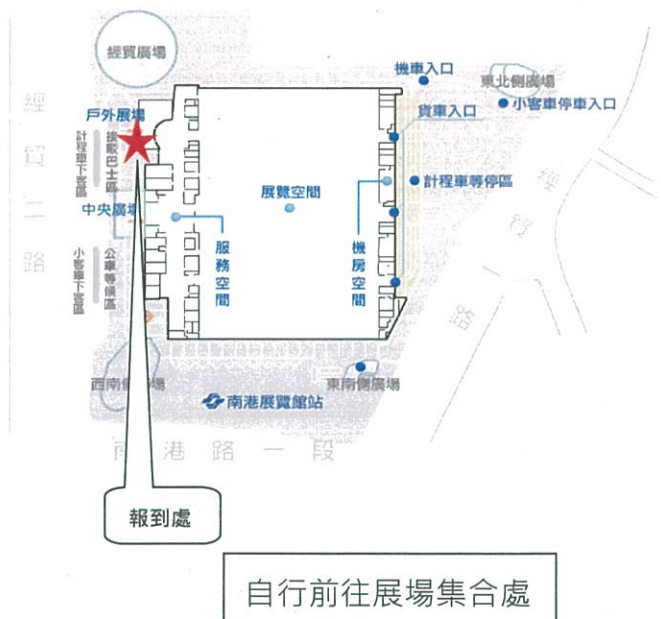 經貿廣場
機車入口
東北側廣場
小客車停車入口
貨車入口
戶外展場
接駁巴士區
計程車下客區
計程車等停區
展覽空間
中央廣場
服務空間
機房空間
公車等候區
小客車下客區
經貿二路
經貿一路
西南側廣場
東南側廣場
南港展覽館站
南港路一段
報到處
自行前往展場集合處